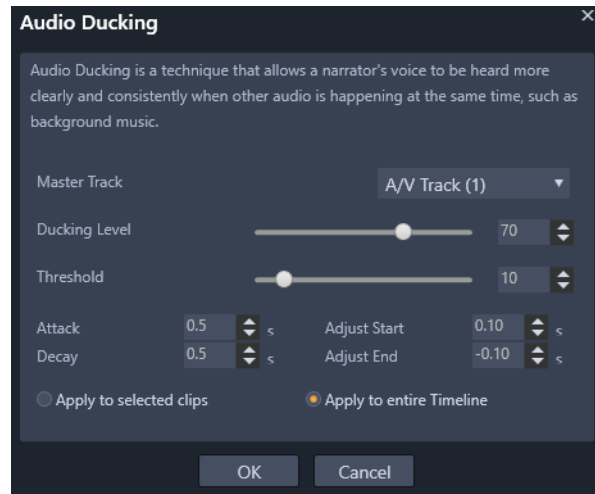 Audio Ducking
Audio Ducking is a technique that allows a narrator's voice to be heard more
clearly and consistently when other audio is happening at the same time, such as
background music.
Master Track A/V Track (1)
Ducking Level 70
Threshold 10
Attack 0.5 s Adjust Start 0.10 s
Decay 0.5 s Adjust End -0.10 s
Apply to selected clips Apply to entire Timeline
OK Cancel